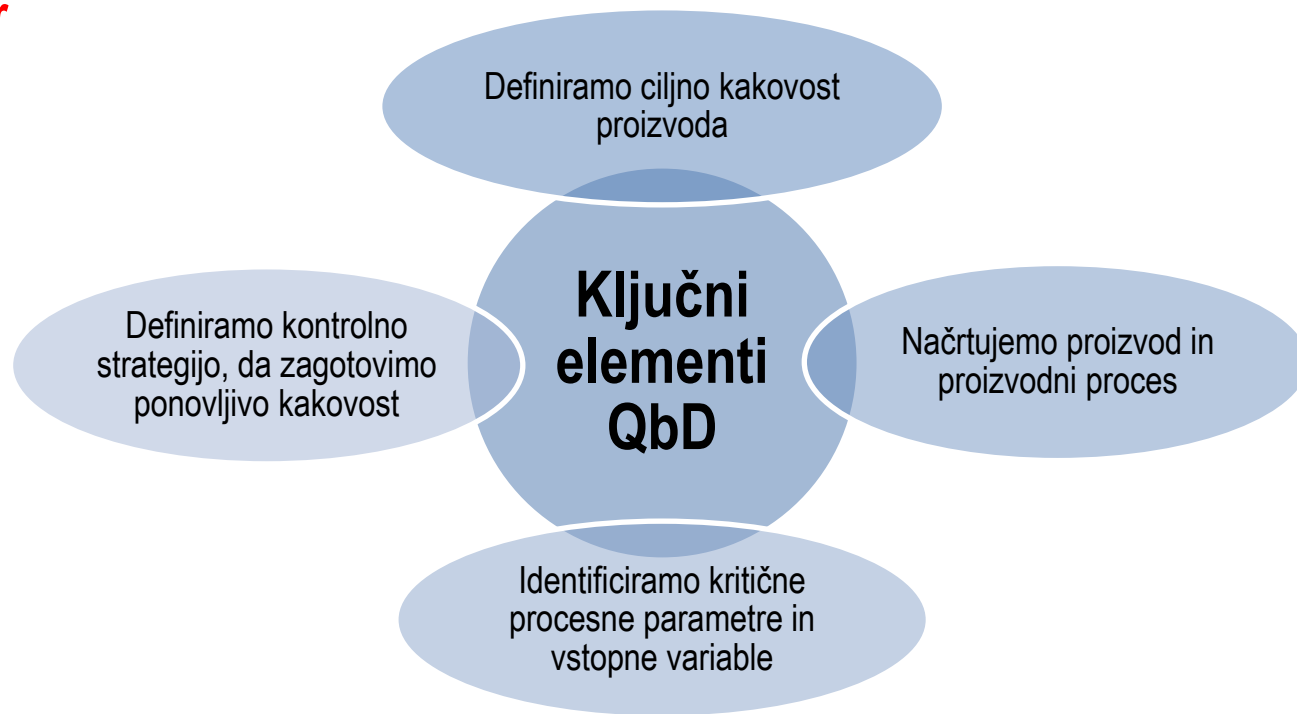 r
Definiramo ciljno kakovost
proizvoda
Ključni
elementi
QbD
Načrtujemo proizvod in
proizvodni proces
Identificiramo kritične
procesne parametre in
vstopne variable
Definiramo kontrolno
strategijo, da zagotovimo
ponovljivo kakovost